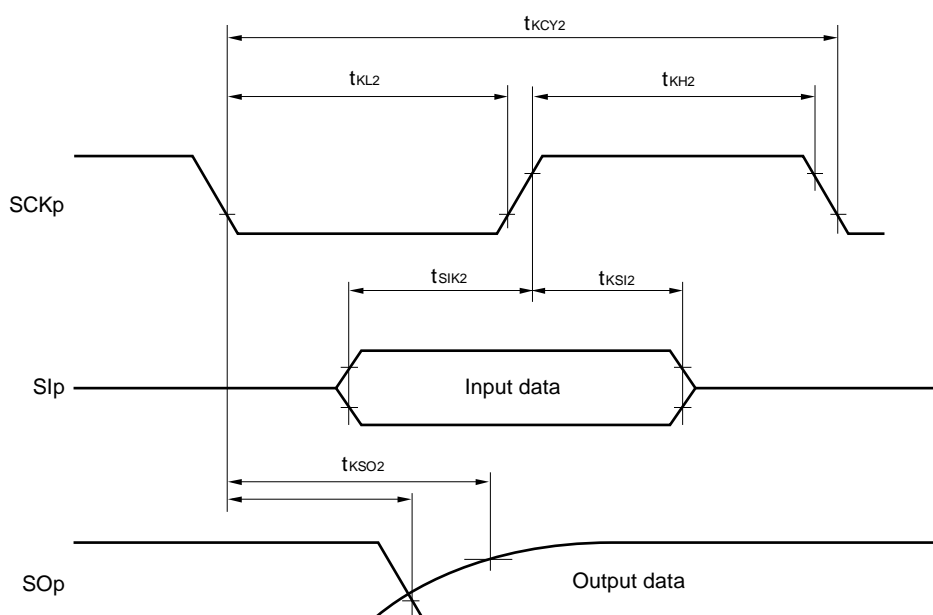 tKCY2
tKL2
tKH2
SCKp
tSIK2
tKSI2
SIp
Input data
tKSO2
SOp
Output data